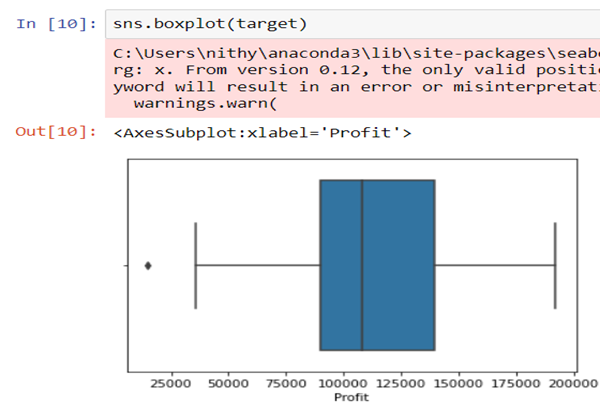 In [10]: sns.boxplot(target)
C:\Users\nithy\anaconda3\lib\site-packages\seab
rg: x. From version 0.12, the only valid positi
yword will result in an error or misinterpretati
warnings.warn(
Out[10]: <AxesSubplot:xlabel='Profit'>
25000 50000 75000 100000 125000 150000 175000 200000
Profit